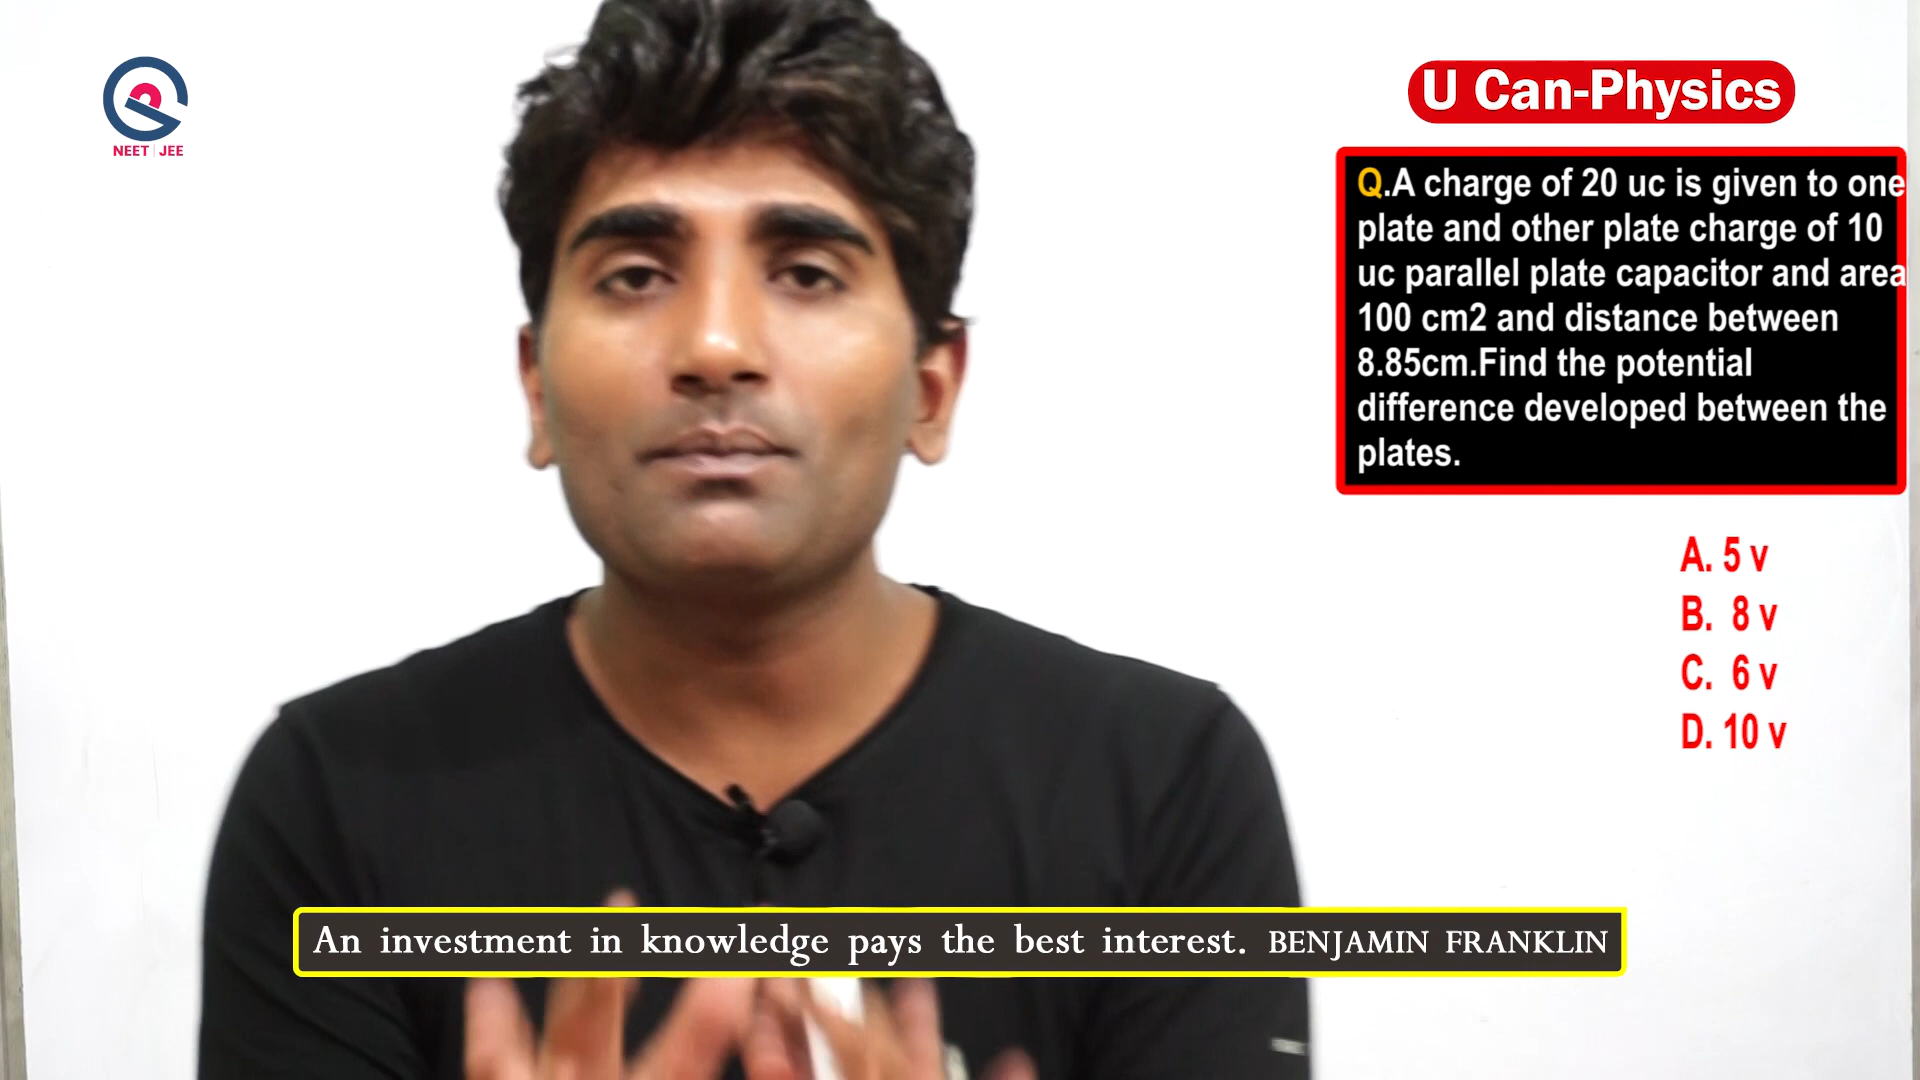 NEET | JEE
U Can-Physics
Q.A charge of 20 uc is given to one
plate and other plate charge of 10
uc parallel plate capacitor and area
100 cm2 and distance between
8.85cm.Find the potential
difference developed between the
plates.
A. 5 v
B. 8 v
C. 6 v
D. 10 v
An investment in knowledge pays the best interest. BENJAMIN FRANKLIN